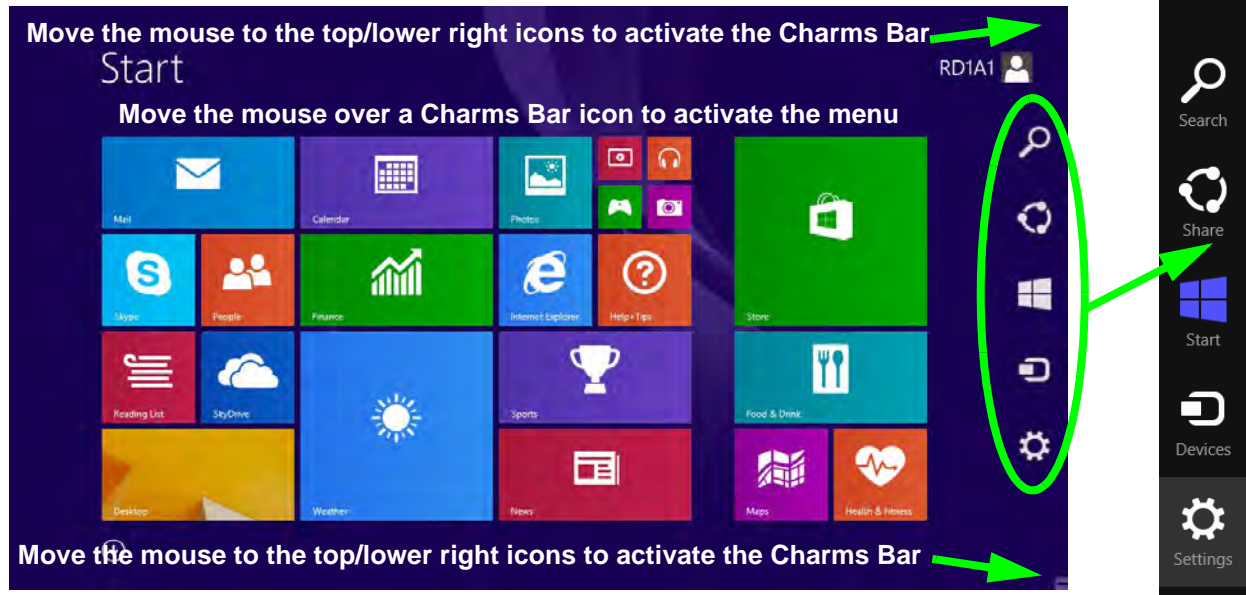 Move the mouse to the top/lower right icons to activate the Charms Bar
Start
RD1A1
Move the mouse over a Charms Bar icon to activate the menu
Mail
Calendar
Photos
Skype
People
Finance
Internet Explorer
Help+Tips
Store
Reading List
SkyDrive
Sports
Food & Drink
Desktop
Weather
News
Maps
Health & Fitness
Move the mouse to the top/lower right icons to activate the Charms Bar
Search
Share
Start
Devices
Settings